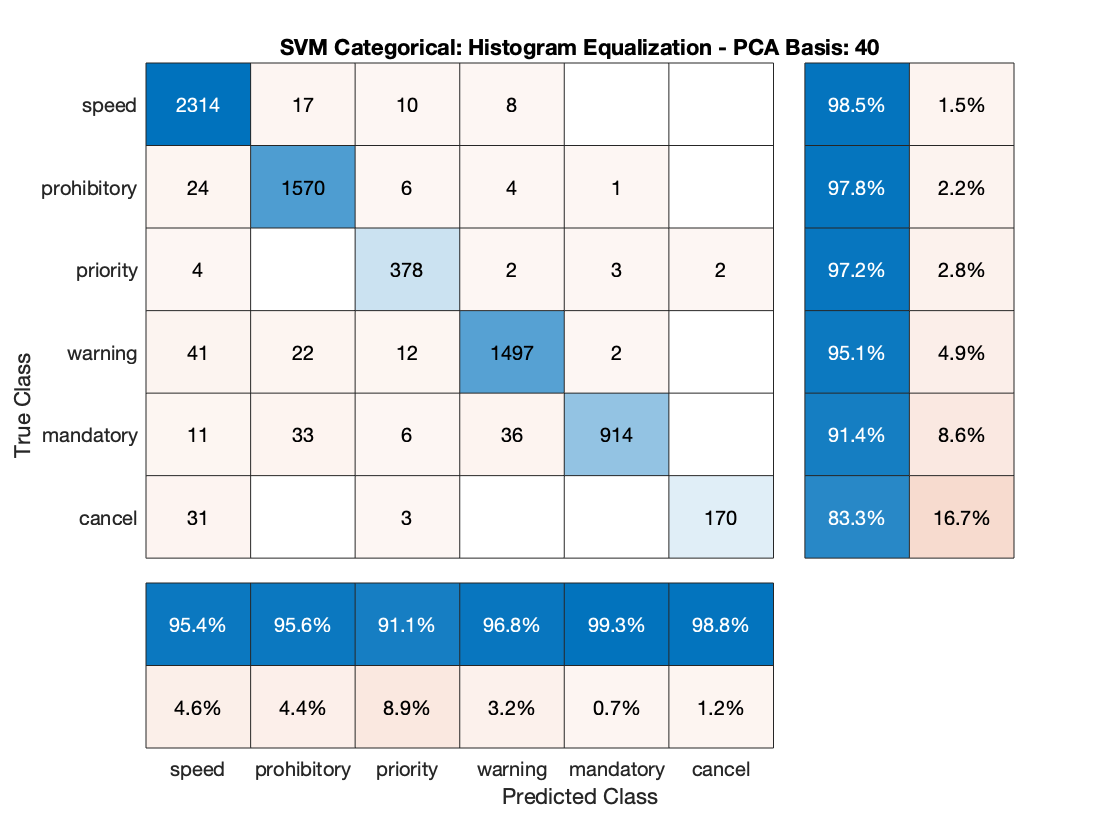 SVM Categorical: Histogram Equalization - PCA Basis: 40
speed 2314 17 10 8 98.5% 1.5%
prohibitory 24 1570 6 4 1 97.8% 2.2%
priority 4 378 2 3 2 97.2% 2.8%
warning 41 22 12 1497 2 95.1% 4.9%
mandatory 11 33 6 36 914 91.4% 8.6%
cancel 31 3 170 83.3% 16.7%
True Class
95.4% 95.6% 91.1% 96.8% 99.3% 98.8%
4.6% 4.4% 8.9% 3.2% 0.7% 1.2%
speed prohibitory priority warning mandatory cancel
Predicted Class